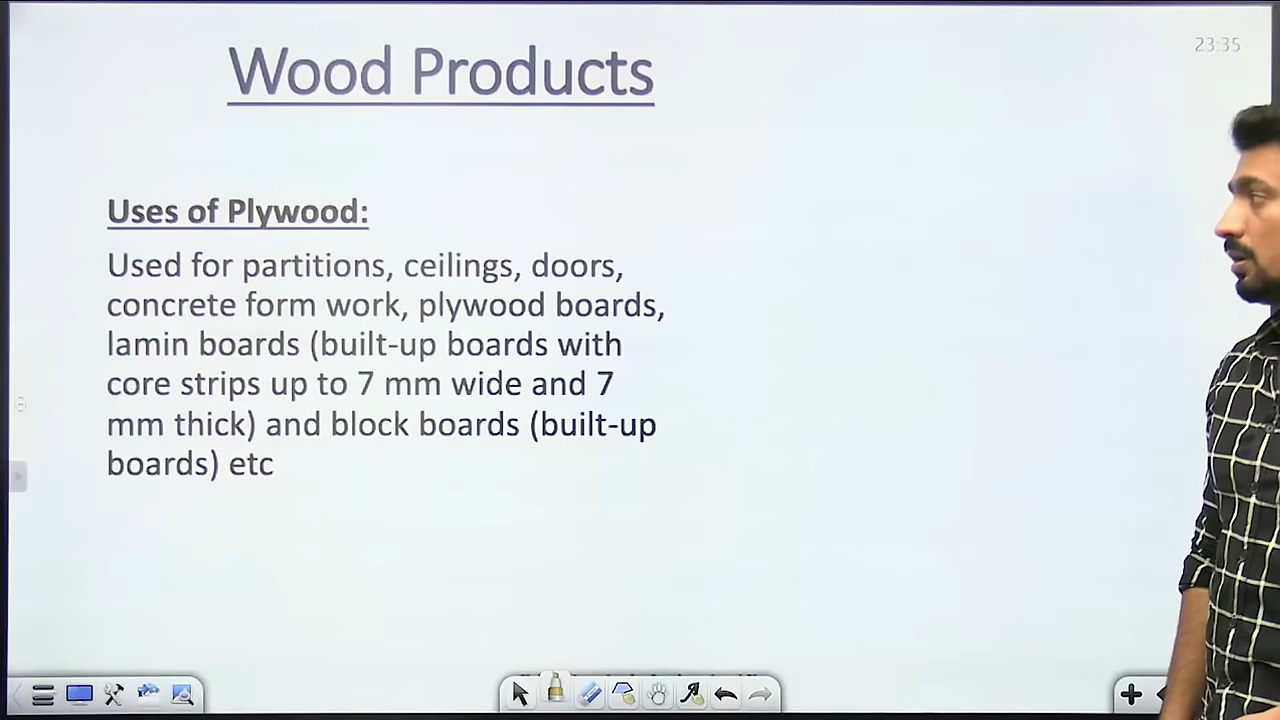 Wood Products
23:35
Uses of Plywood:
Used for partitions, ceilings, doors,
concrete form work, plywood boards,
lamin boards (built-up boards with
core strips up to 7 mm wide and 7
mm thick) and block boards (built-up
boards) etc